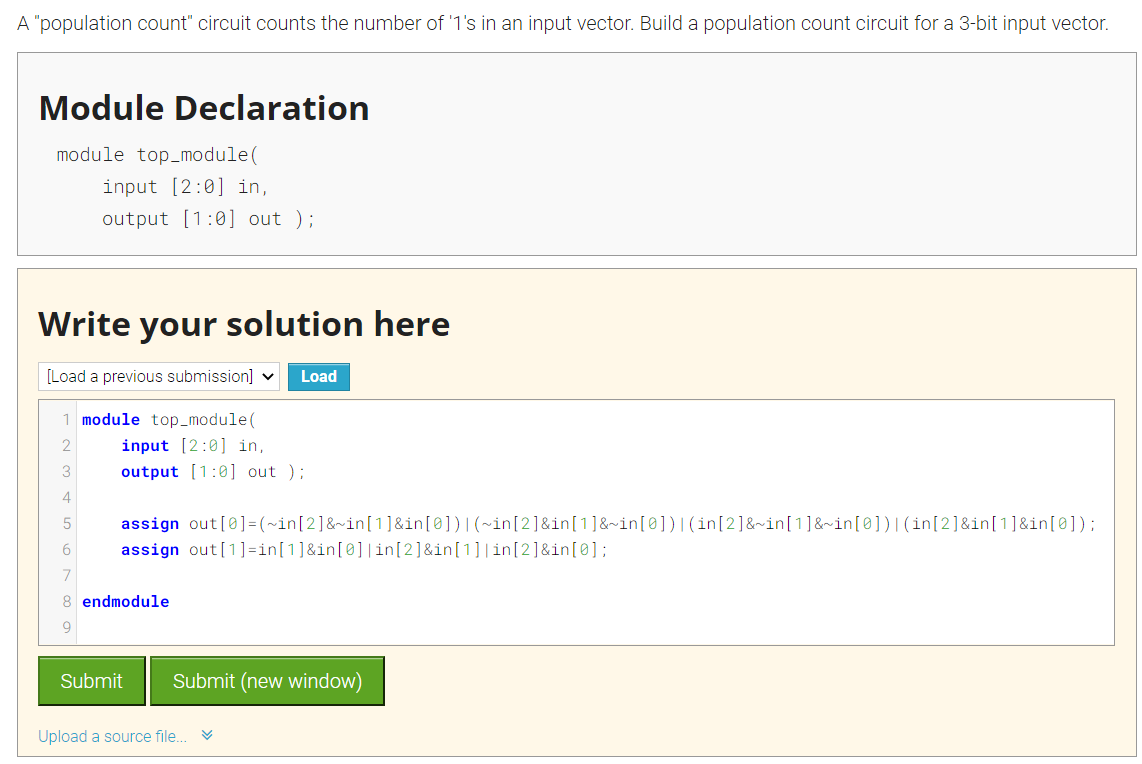 A "population count" circuit counts the number of '1's in an input vector. Build a population count circuit for a 3-bit input vector.
Module Declaration
module top_module(
    input [2:0] in,
    output [1:0] out );
Write your solution here
[Load a previous submission] Load
1 module top_module(
2     input [2:0] in,
3     output [1:0] out );
4
5     assign out[0]=(~in[2]&~in[1]&in[0])|(~in[2]&in[1]&~in[0])|(in[2]&~in[1]&~in[0])|(in[2]&in[1]&in[0]);
6     assign out[1]=in[1]&in[0]|in[2]&in[1]|in[2]&in[0];
7
8 endmodule
9
Submit Submit (new window)
Upload a source file...